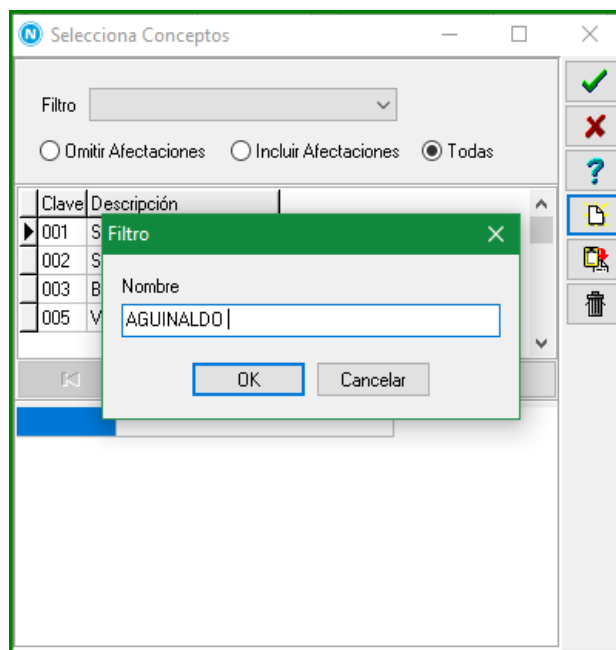 N Selecciona Conceptos
Filtro
Omitir Afectaciones Incluir Afectaciones Todas
Clave Descripción
001 S
002 S
003 B
005 V
Filtro
Nombre
AGUINALDO
OK Cancelar